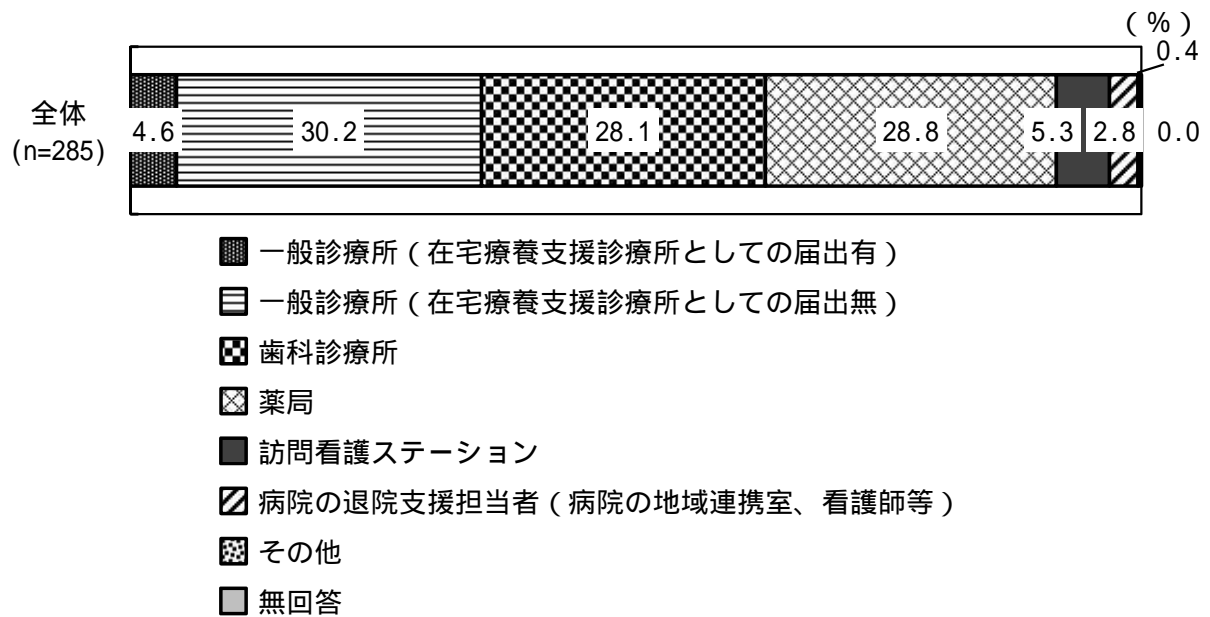 (%)
0.4
全体
(n=285)
4.6 30.2 28.1 28.8 5.3 2.8 0.0
一般診療所(在宅療養支援診療所としての届出有)
一般診療所(在宅療養支援診療所としての届出無)
歯科診療所
薬局
訪問看護ステーション
病院の退院支援担当者(病院の地域連携室、看護師等)
その他
無回答